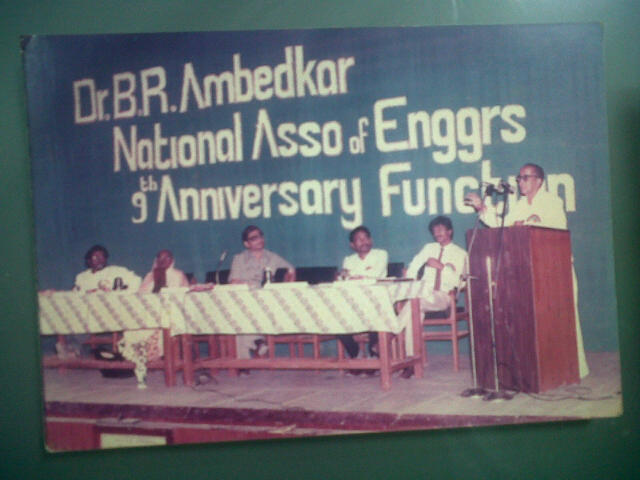 Dr. B.R. Ambedkar
National Asso of Enggrs
9th Anniversary Function